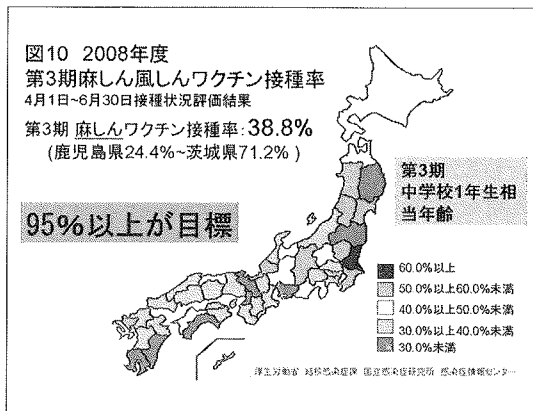 図10 2008年度
第3期麻しん風しんワクチン接種率
4月1日~6月30日接種状況評価結果
第3期 麻しんワクチン接種率：38.8%
(鹿児島県24.4%~茨城県71.2% )
第3期
中学校1年生相
当年齢
95%以上が目標
60.0%以上
50.0%以上60.0%未満
40.0%以上50.0%未満
30.0%以上40.0%未満
30.0%未満
厚生労働省 結核感染症課 国立感染症研究所 感染症情報センター